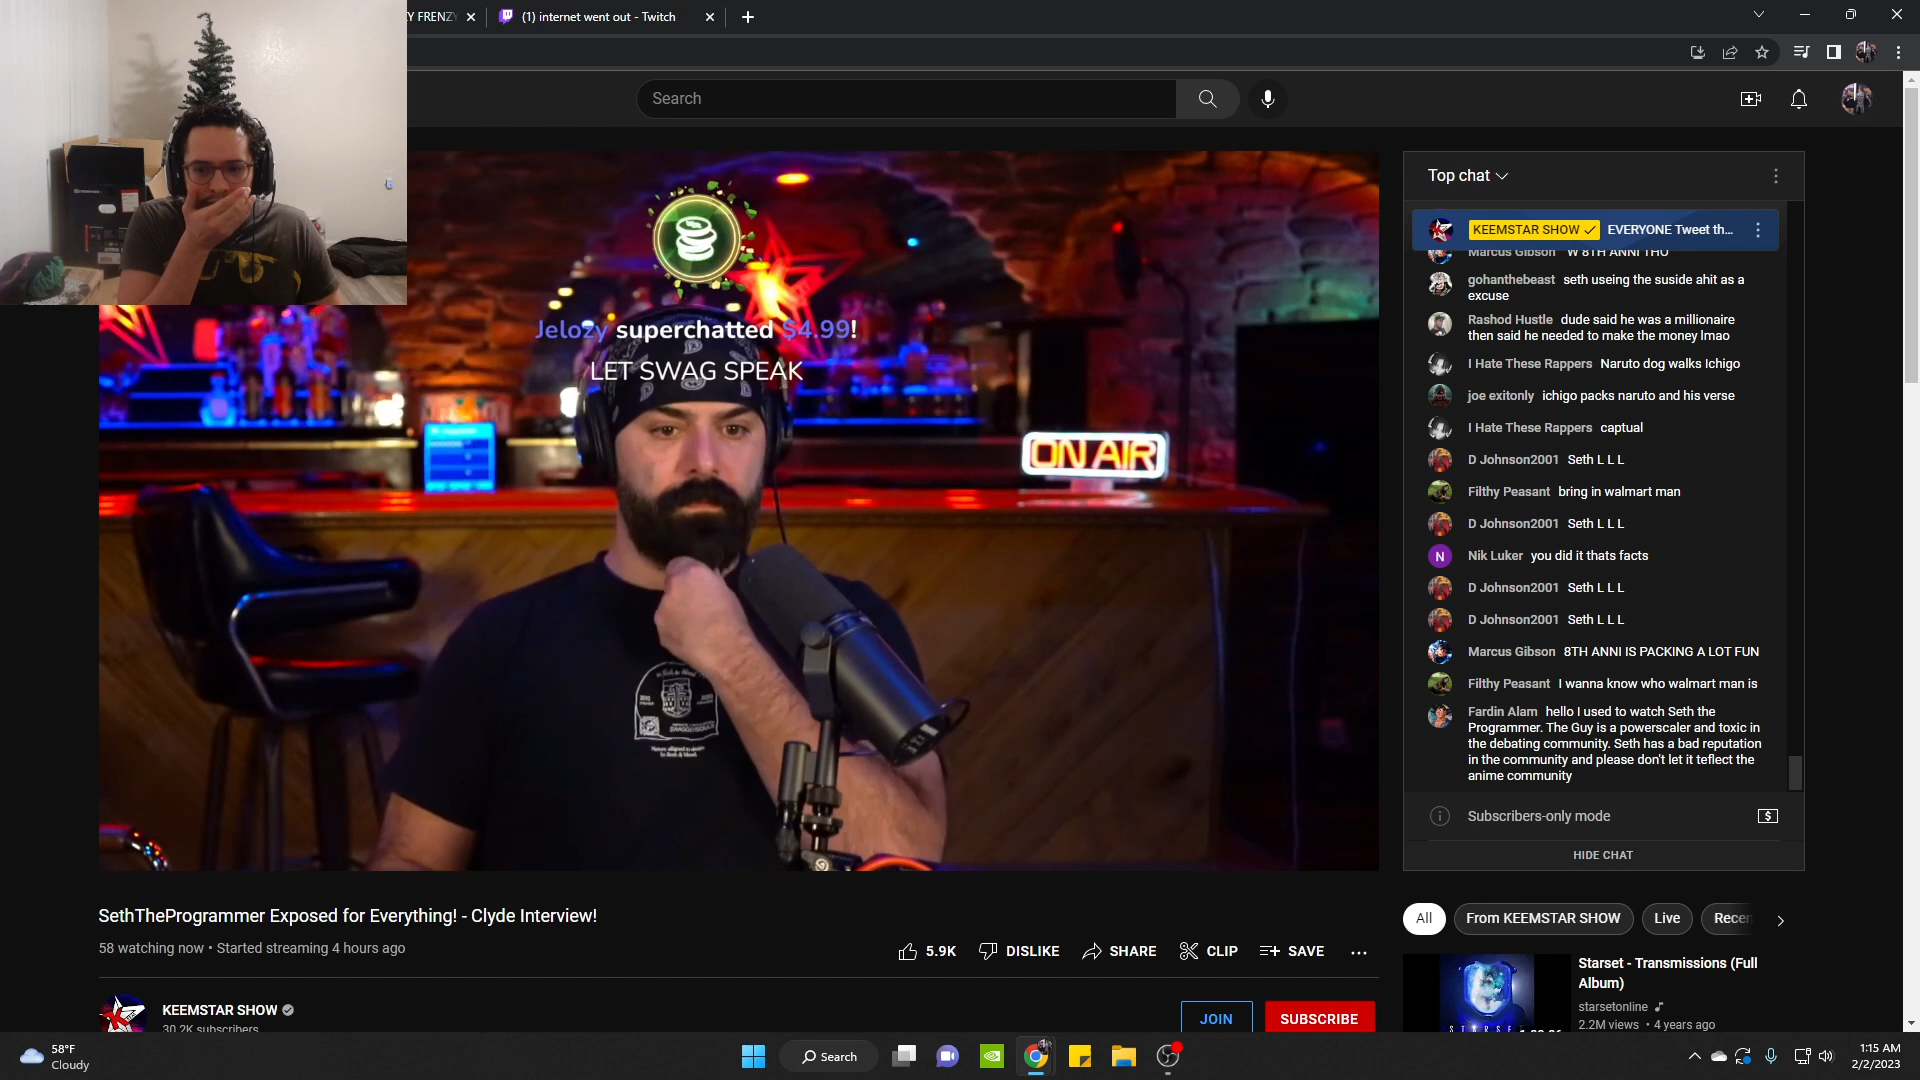 Y FRENZY
(1) internet went out - Twitch
Search
Top chat
KEEMSTAR SHOW EVERYONE Tweet th...
Marcus Gibson W 8TH ANNI THO
gohanthebeast seth useing the suside ahit as a
excuse
Rashod Hustle dude said he was a millionaire
then said he needed to make the money lmao
I Hate These Rappers Naruto dog walks Ichigo
joe exitonly ichigo packs naruto and his verse
I Hate These Rappers captual
D Johnson2001 Seth L L L
Filthy Peasant bring in walmart man
D Johnson2001 Seth L L L
N Nik Luker you did it thats facts
D Johnson2001 Seth L L L
D Johnson2001 Seth L L L
Marcus Gibson 8TH ANNI IS PACKING A LOT FUN
Filthy Peasant I wanna know who walmart man is
Fardin Alam hello I used to watch Seth the
Programmer. The Guy is a powerscaler and toxic in
the debating community. Seth has a bad reputation
in the community and please don't let it teflect the
anime community
Subscribers-only mode
HIDE CHAT
Jelozy superchatted $4.99!
LET SWAG SPEAK
ON AIR
SethTheProgrammer Exposed for Everything! - Clyde Interview!
58 watching now • Started streaming 4 hours ago
5.9K DISLIKE SHARE CLIP SAVE ...
KEEMSTAR SHOW
30.2K subscribers
JOIN SUBSCRIBE
All From KEEMSTAR SHOW Live Recen
Starset - Transmissions (Full
Album)
starsetonline
2.2M views • 4 years ago
STARSET
58°F
Cloudy
Search
1:15 AM
2/2/2023